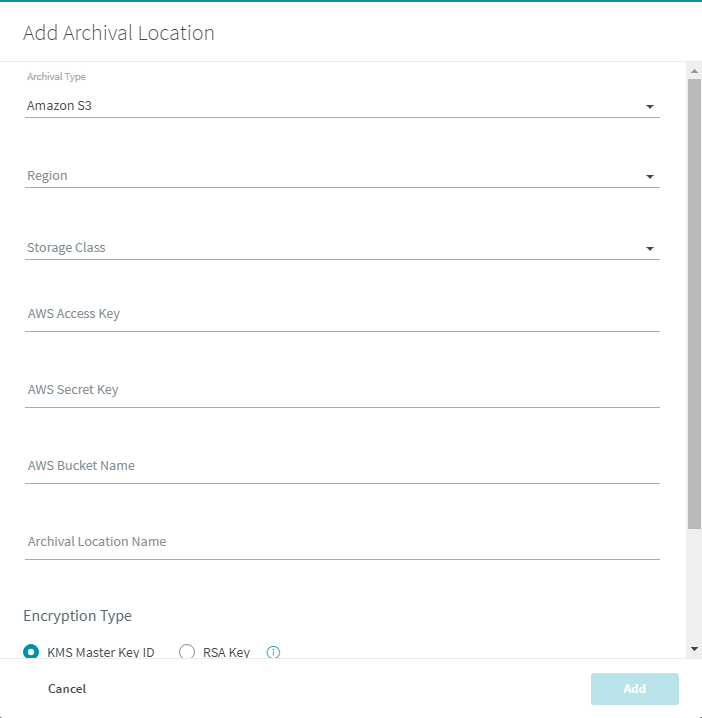 Add Archival Location
Archival Type
Amazon S3
Region
Storage Class
AWS Access Key
AWS Secret Key
AWS Bucket Name
Archival Location Name
Encryption Type
KMS Master Key ID RSA Key
Cancel Add